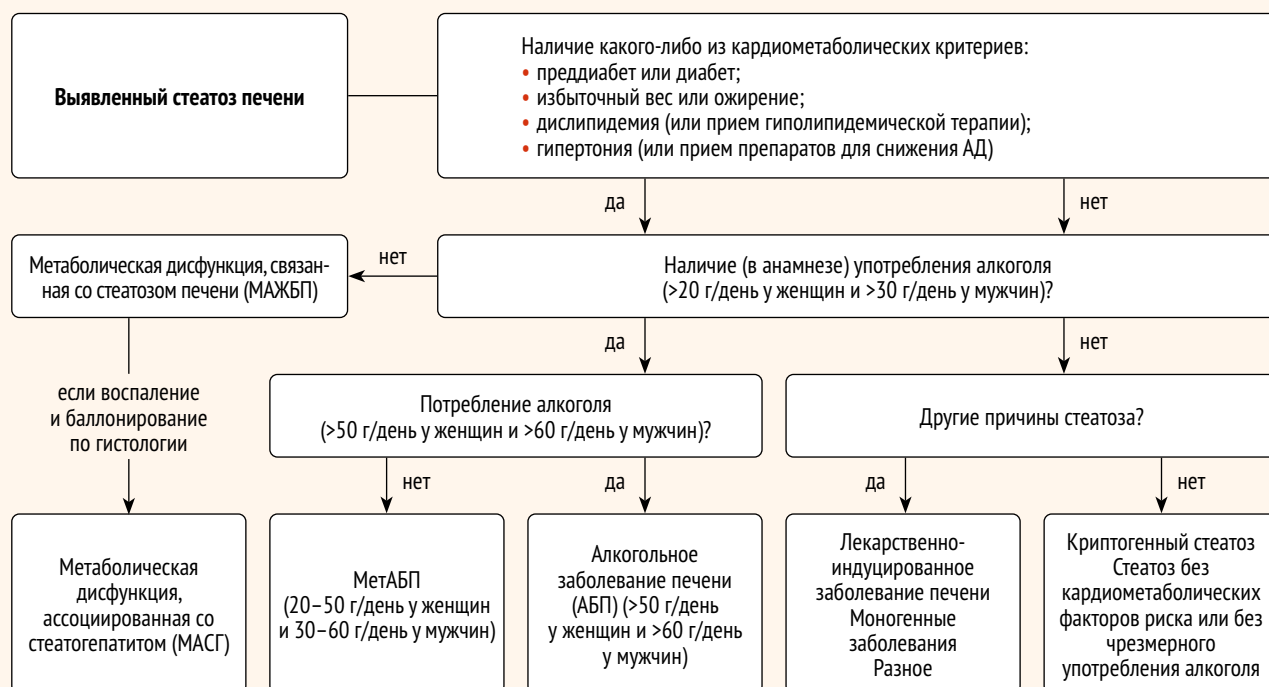 Выявленный стеатоз печени
Наличие какого-либо из кардиометаболических критериев:
• преддиабет или диабет;
• избыточный вес или ожирение;
• дислипидемия (или прием гиполипидемической терапии);
• гипертония (или прием препаратов для снижения АД)
да
нет
Метаболическая дисфункция, связан-
ная со стеатозом печени (МАЖБП)
нет
Наличие (в анамнезе) употребления алкоголя
(>20 г/день у женщин и >30 г/день у мужчин)?
да
нет
если воспаление
и баллонирование
по гистологии
Потребление алкоголя
(>50 г/день у женщин и >60 г/день у мужчин)?
Другие причины стеатоза?
нет
да
да
нет
Метаболическая
дисфункция,
ассоциированная со
стеатогепатитом (МАСГ)
МетАБП
(20–50 г/день у женщин
и 30–60 г/день у мужчин)
Алкогольное
заболевание печени
(АБП) (>50 г/день
у женщин и >60 г/день
у мужчин)
Лекарственно-
индуцированное
заболевание печени
Моногенные
заболевания
Разное
Криптогенный стеатоз
Стеатоз без
кардиометаболических
факторов риска или без
чрезмерного
употребления алкоголя